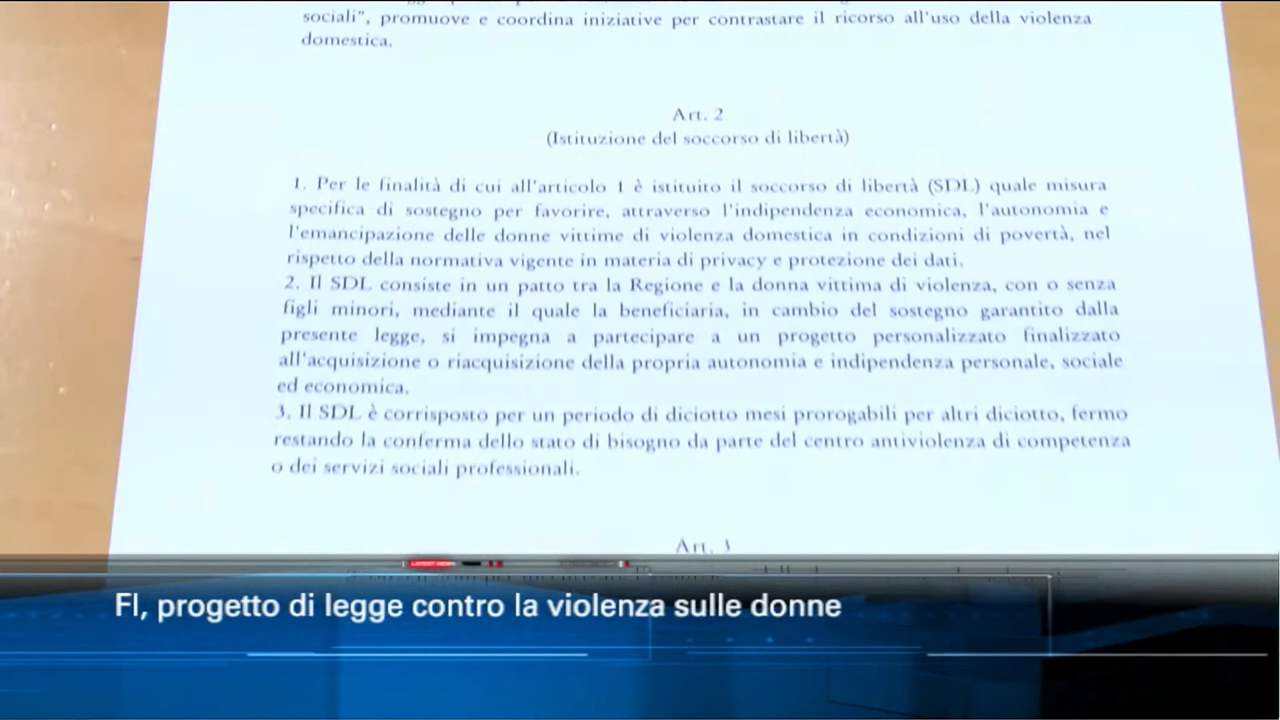 sociali", promuove e coordina iniziative per contrastare il ricorso all'uso della violenza
domestica.
Art. 2
(Istituzione del soccorso di libertà)
1. Per le finalità di cui all'articolo 1 è istituito il soccorso di libertà (SDL) quale misura
specifica di sostegno per favorire, attraverso l'indipendenza economica, l'autonomia e
l'emancipazione delle donne vittime di violenza domestica in condizioni di povertà, nel
rispetto della normativa vigente in materia di privacy e protezione dei dati.
2. Il SDL consiste in un patto tra la Regione e la donna vittima di violenza, con o senza
figli minori, mediante il quale la beneficiaria, in cambio del sostegno garantito dalla
presente legge, si impegna a partecipare a un progetto personalizzato finalizzato
all'acquisizione o riacquisizione della propria autonomia e indipendenza personale, sociale
ed economica.
3. Il SDL è corrisposto per un periodo di diciotto mesi prorogabili per altri diciotto, fermo
restando la conferma dello stato di bisogno da parte del centro antiviolenza di competenza
o dei servizi sociali professionali.
Art. 3
LATEST NEWS
FI, progetto di legge contro la violenza sulle donne